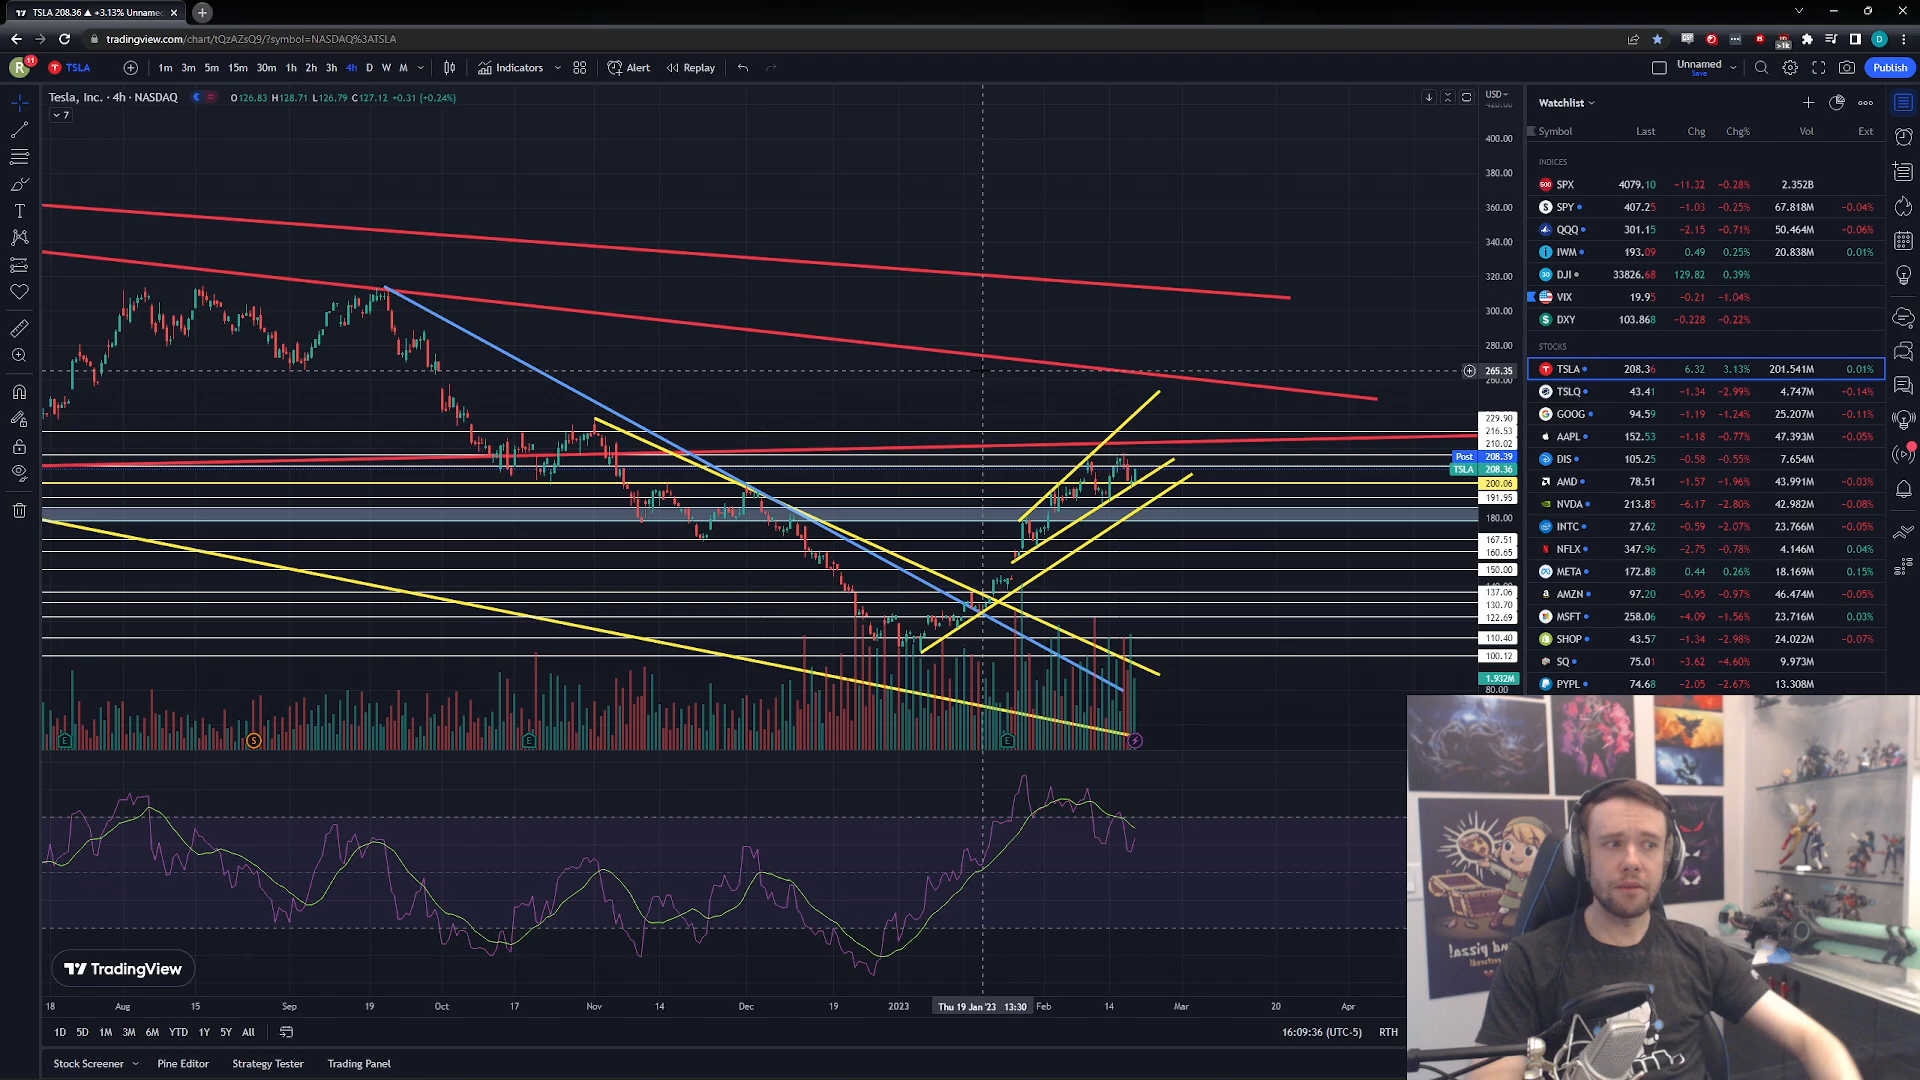 TSLA 208.36 ▲ +3.13% Unname
tradingview.com/chart/tQzAZsQ9/?symbol=NASDAQ%3ATSLA
R 11 TSLA 1m 3m 5m 15m 30m 1h 2h 3h 4h D W M Indicators Alert Replay Unnamed Save Publish
Tesla, Inc. · 4h · NASDAQ O126.83 H128.71 L126.79 C127.12 +0.31 (+0.24%)
7
USD
400.00
380.00
360.00
340.00
320.00
300.00
280.00
265.35
260.00
229.90
216.53
210.02
Post 208.39
TSLA 208.36
200.06
191.95
180.00
167.51
160.65
150.00
137.06
130.70
122.69
110.40
100.12
1.932M
80.00
E S E E
TradingView
18 Aug 15 Sep 19 Oct 17 Nov 14 Dec 19 2023 Thu 19 Jan '23 13:30 Feb 14 Mar 20 Apr
1D 5D 1M 3M 6M YTD 1Y 5Y All 16:09:36 (UTC-5) RTH
Stock Screener Pine Editor Strategy Tester Trading Panel
Watchlist
Symbol Last Chg Chg% Vol Ext
INDICES
SPX 4079.10 −11.32 −0.28% 2.352B
SPY 407.25 −1.03 −0.25% 67.818M −0.04%
QQQ 301.15 −2.15 −0.71% 50.464M −0.06%
IWM 193.09 0.49 0.25% 20.838M 0.01%
DJI 33826.68 129.82 0.39%
VIX 19.95 −0.21 −1.04%
DXY 103.868 −0.228 −0.22%
STOCKS
TSLA 208.36 6.32 3.13% 201.541M 0.01%
TSLQ 43.41 −1.34 −2.99% 4.747M −0.14%
GOOG 94.59 −1.19 −1.24% 25.207M −0.11%
AAPL 152.53 −1.18 −0.77% 47.393M −0.05%
DIS 105.25 −0.58 −0.55% 7.654M −0.04%
AMD 78.51 −1.57 −1.96% 43.991M −0.03%
NVDA 213.85 −6.17 −2.80% 42.982M −0.08%
INTC 27.62 −0.59 −2.07% 23.766M −0.05%
NFLX 347.96 −2.75 −0.78% 4.146M 0.04%
META 172.88 0.44 0.26% 18.169M 0.15%
AMZN 97.20 −0.95 −0.97% 46.474M −0.05%
MSFT 258.06 −4.09 −1.56% 23.716M 0.03%
SHOP 43.57 −1.34 −2.98% 24.022M −0.07%
SQ 75.01 −3.62 −4.60% 9.973M
PYPL 74.68 −2.05 −2.67% 13.308M